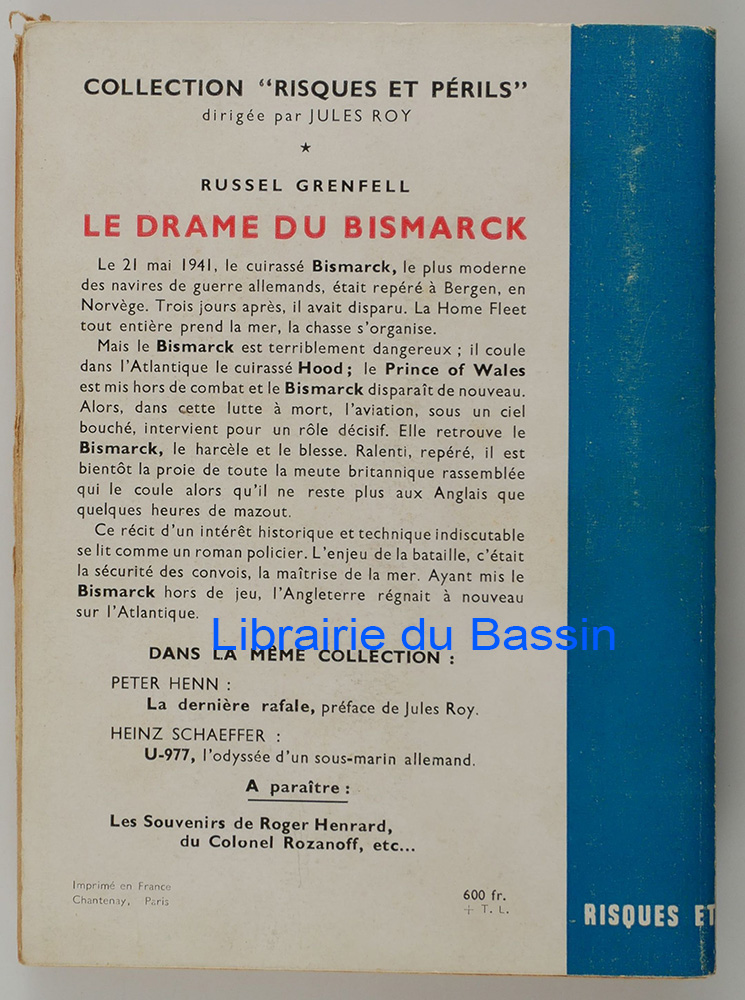 COLLECTION "RISQUES ET PÉRILS"
dirigée par JULES ROY
★
RUSSEL GRENFELL
LE DRAME DU BISMARCK
Le 21 mai 1941, le cuirassé Bismarck, le plus moderne
des navires de guerre allemands, était repéré à Bergen, en
Norvège. Trois jours après, il avait disparu. La Home Fleet
tout entière prend la mer, la chasse s'organise.
Mais le Bismarck est terriblement dangereux ; il coule
dans l'Atlantique le cuirassé Hood ; le Prince of Wales
est mis hors de combat et le Bismarck disparaît de nouveau.
Alors, dans cette lutte à mort, l'aviation, sous un ciel
bouché, intervient pour un rôle décisif. Elle retrouve le
Bismarck, le harcèle et le blesse. Ralenti, repéré, il est
bientôt la proie de toute la meute britannique rassemblée
qui le coule alors qu'il ne reste plus aux Anglais que
quelques heures de mazout.
Ce récit d'un intérêt historique et technique indiscutable
se lit comme un roman policier. L'enjeu de la bataille, c'était
la sécurité des convois, la maîtrise de la mer. Ayant mis le
Bismarck hors de jeu, l'Angleterre régnait à nouveau
sur l'Atlantique.
Librairie du Bassin
DANS LA MÊME COLLECTION :
PETER HENN :
La dernière rafale, préface de Jules Roy.
HEINZ SCHAEFFER :
U-977, l'odyssée d'un sous-marin allemand.
A paraître :
Les Souvenirs de Roger Henrard,
du Colonel Rozanoff, etc...
Imprimé en France
Chantenay, Paris
600 fr.
+ T. L.
RISQUES ET